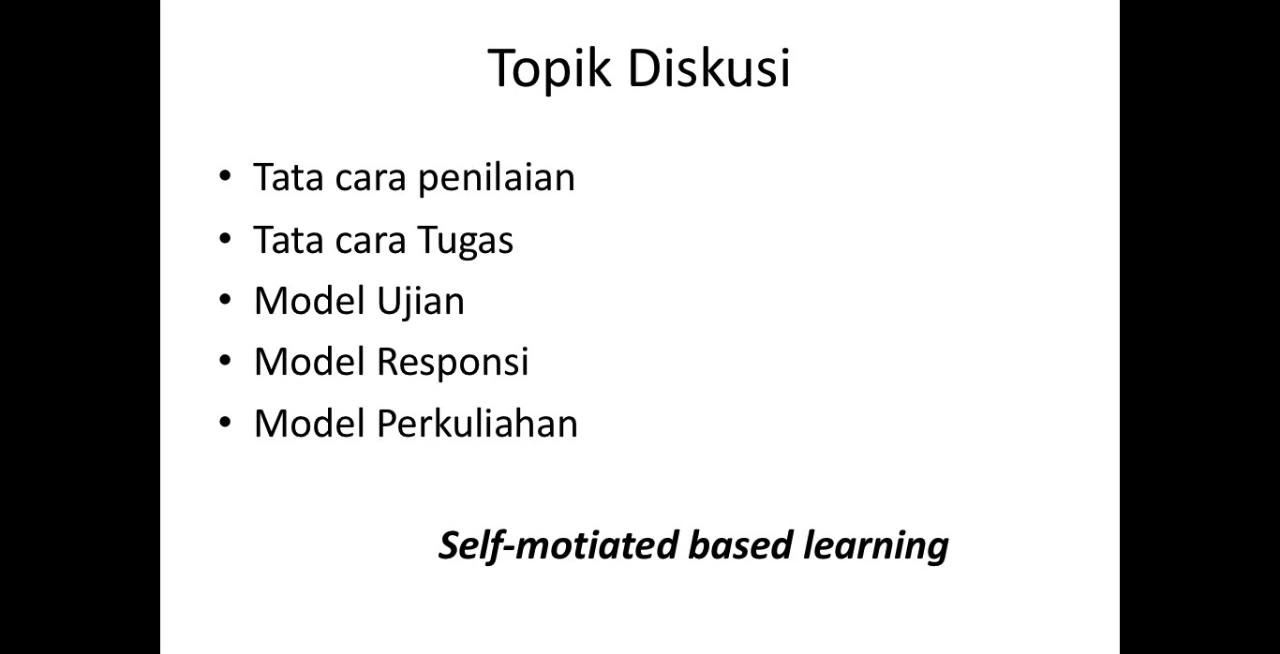 Topik Diskusi
• Tata cara penilaian
• Tata cara Tugas
• Model Ujian
• Model Responsi
• Model Perkuliahan
Self-motiated based learning